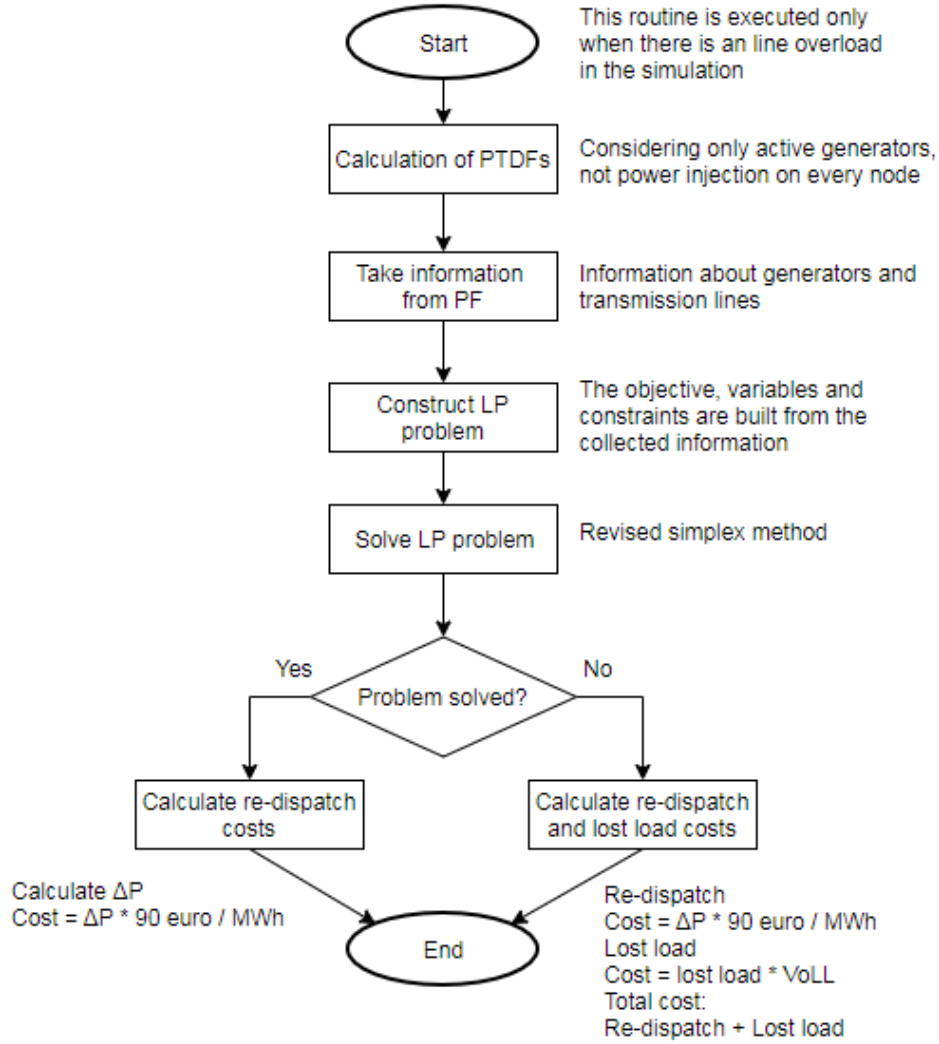 Start
This routine is executed only
when there is an line overload
in the simulation
Calculation of PTDFs
Considering only active generators,
not power injection on every node
Take information
from PF
Information about generators and
transmission lines
Construct LP
problem
The objective, variables and
constraints are built from the
collected information
Solve LP problem
Revised simplex method
Yes
No
Problem solved?
Calculate re-dispatch
costs
Calculate re-dispatch
and lost load costs
Calculate ΔP
Cost = ΔP * 90 euro / MWh
End
Re-dispatch
Cost = ΔP * 90 euro / MWh
Lost load
Cost = lost load * VoLL
Total cost:
Re-dispatch + Lost load